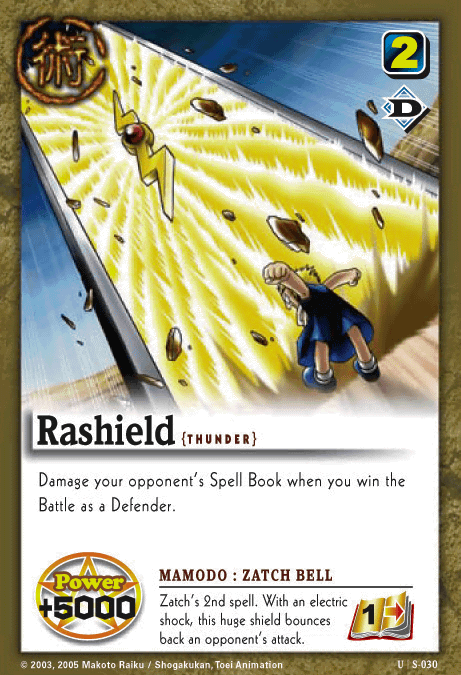 術
2
D
Rashield {THUNDER}
Damage your opponent's Spell Book when you win the
Battle as a Defender.
Power
+5000
MAMODO : ZATCH BELL
Zatch's 2nd spell. With an electric
shock, this huge shield bounces
back an opponent's attack.
1
© 2003, 2005 Makoto Raiku / Shogakukan, Toei Animation
U | S-030